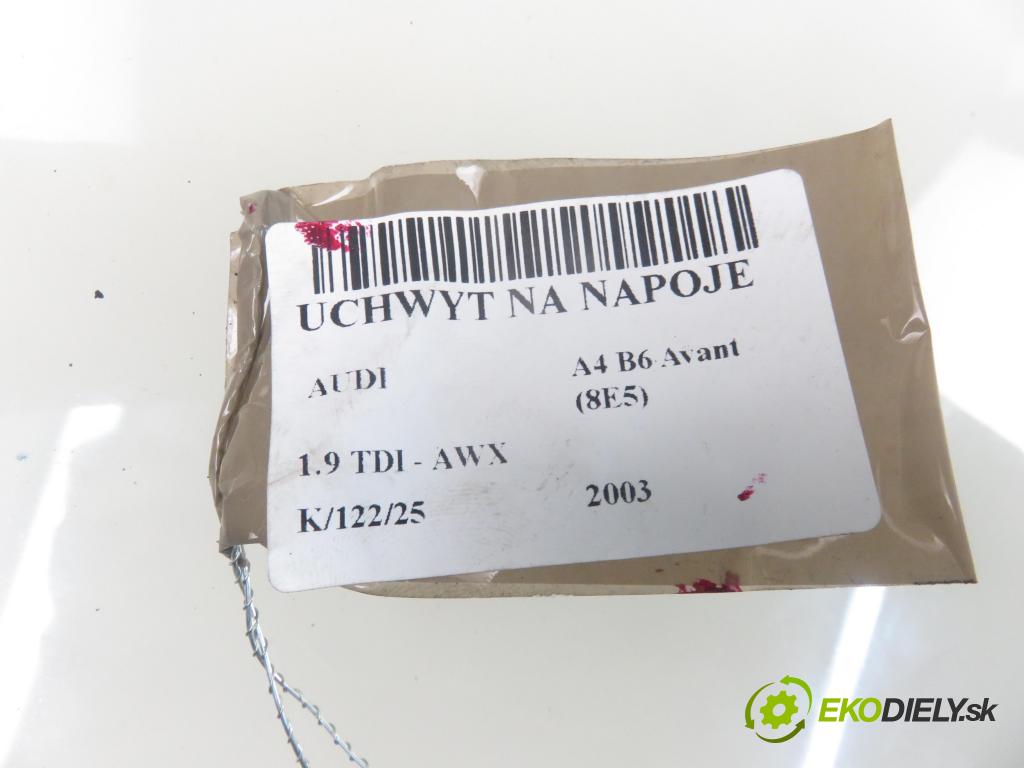 UCHWYT NA NAPOJE
AUDI
A4 B6 Avant
(8E5)
1.9 TDI - AWX
K/122/25
2003
EKODIELY.sk